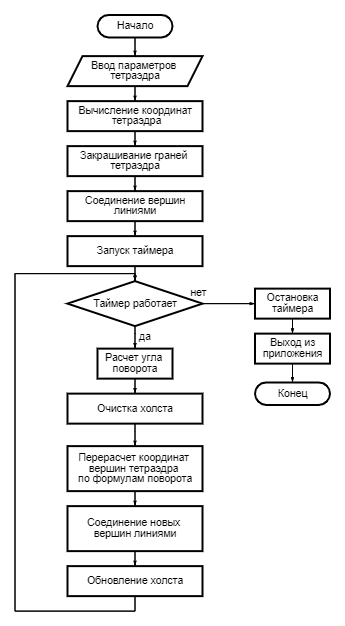 Начало
Ввод параметров
тетраэдра
Вычисление координат
тетраэдра
Закрашивание граней
тетраэдра
Соединение вершин
линиями
Запуск таймера
Таймер работает
нет
Остановка
таймера
Выход из
приложения
Конец
да
Расчет угла
поворота
Очистка холста
Перерасчет координат
вершин тетраэдра
по формулам поворота
Соединение новых
вершин линиями
Обновление холста